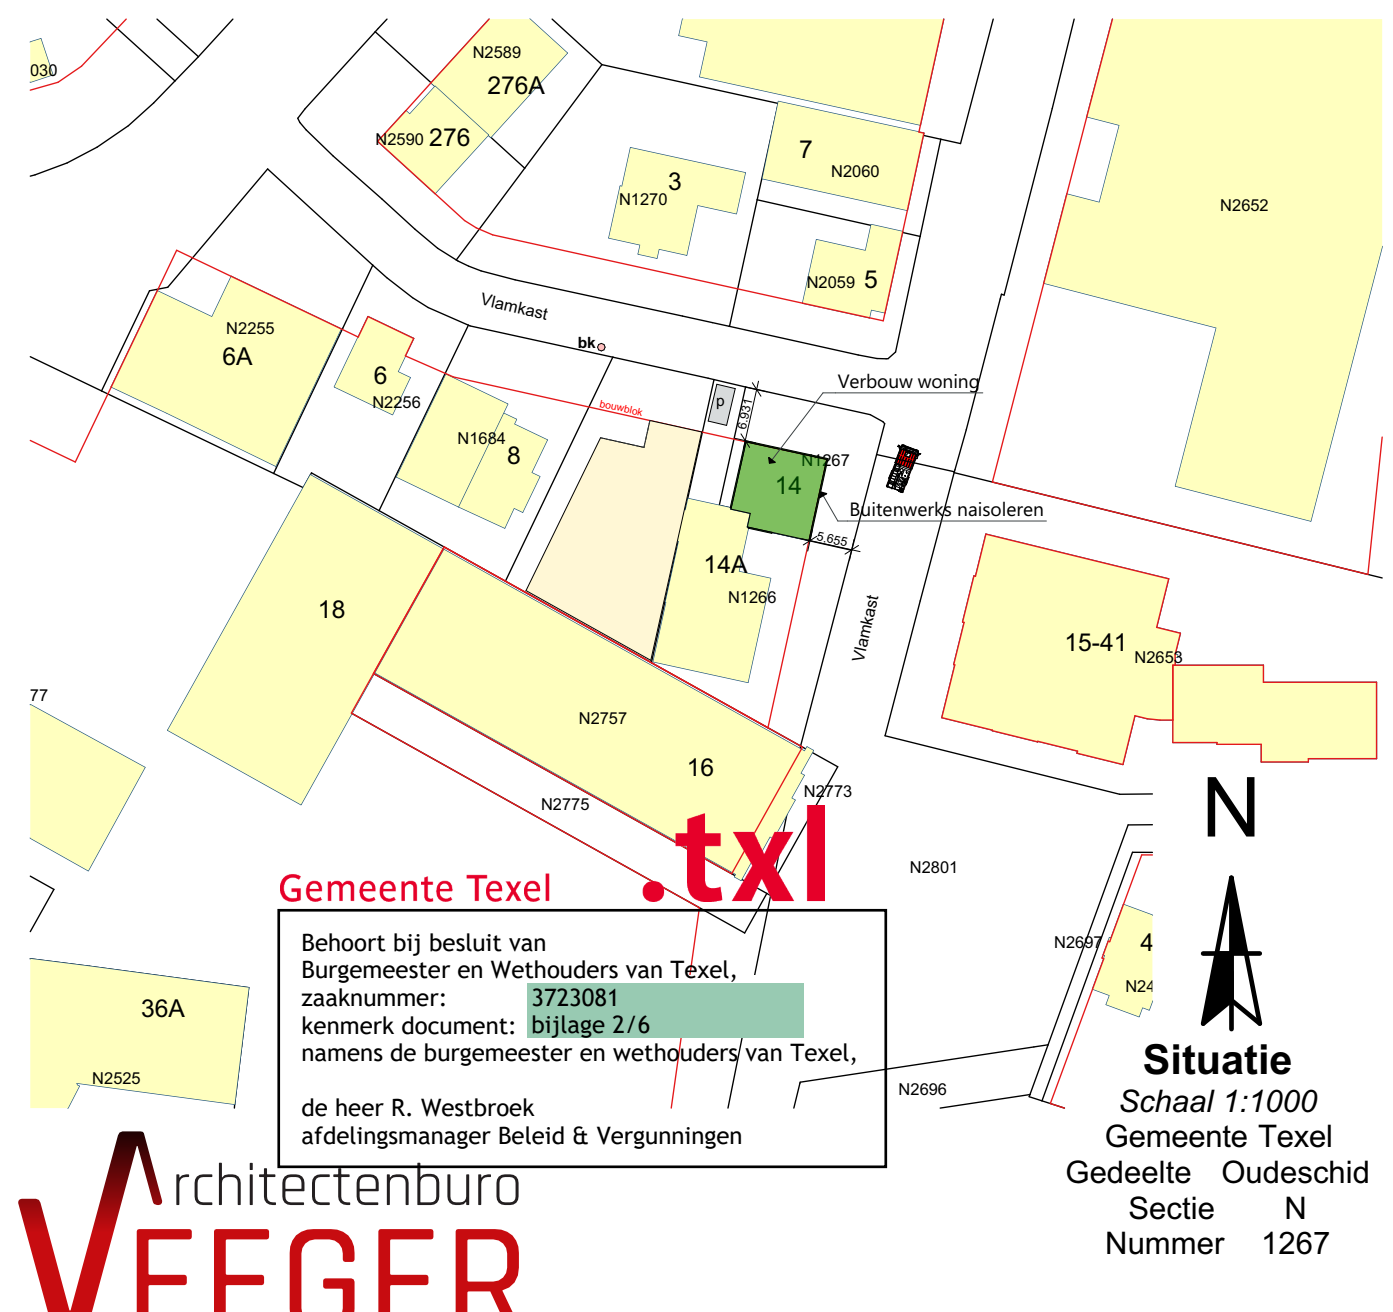 030
N2589
276A
N2590 276
3
N1270
7
N2060
N2652
N2059 5
Vlamkast
N2255
6A
bk
6
N2256
bouwblok
p
6.931
Verbouw woning
N1684
8
N1267
14
Buitenwerks naisoleren
5.655
14A
N1266
18
Vlamkast
15-41
N2653
77
N2757
16
N2775
N2773
N
N2801
.txl
Gemeente Texel
Behoort bij besluit van
Burgemeester en Wethouders van Texel,
zaaknummer: 3723081
kenmerk document: bijlage 2/6
namens de burgemeester en wethouders van Texel,
de heer R. Westbroek
afdelingsmanager Beleid & Vergunningen
N2697
4
N24
36A
N2525
N2696
Situatie
Schaal 1:1000
Gemeente Texel
Gedeelte Oudeschid
Sectie N
Nummer 1267
Architectenburo
VEEGER